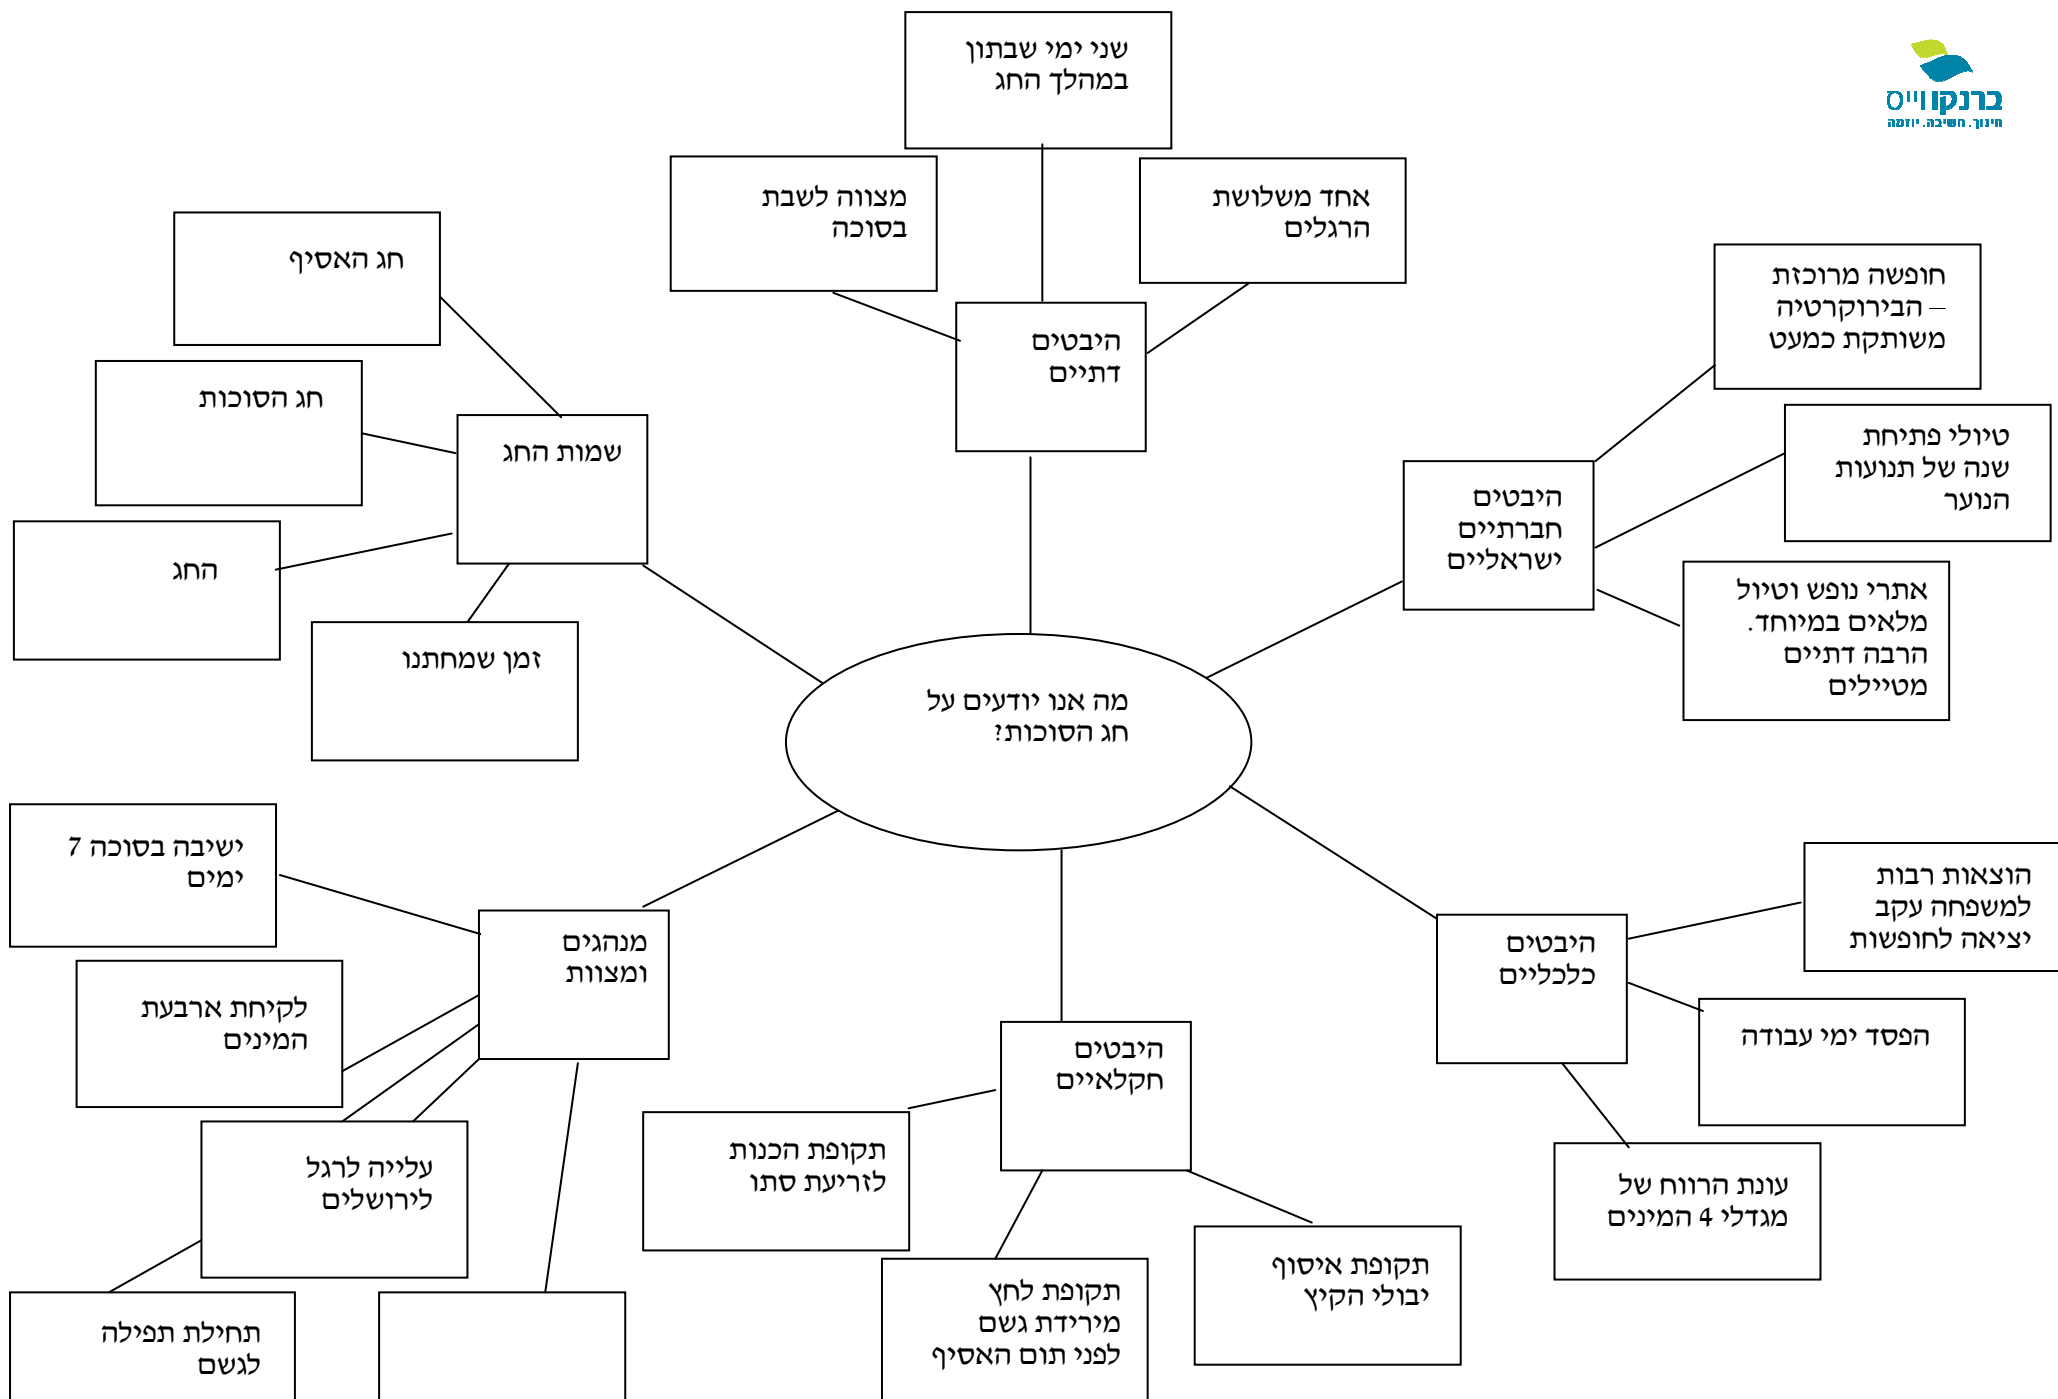 שני ימי שבתון
במהלך החג
ברנקו וייס
חינוך. חשיבה. יוזמה
מצווה לשבת
בסוכה
אחד משלושת
הרגלים
היבטים
דתיים
חג האסיף
חג הסוכות
שמות החג
החג
זמן שמחתנו
חופשה מרוכזת
– הבירוקרטיה
משותקת כמעט
טיולי פתיחת
שנה של תנועות
הנוער
היבטים
חברתיים
ישראליים
אתרי נופש וטיול
מלאים במיוחד.
הרבה דתיים
מטיילים
מה אנו יודעים על
חג הסוכות?
הוצאות רבות
למשפחה עקב
יציאה לחופשות
היבטים
כלכליים
הפסד ימי עבודה
עונת הרווח של
מגדלי 4 המינים
היבטים
חקלאיים
תקופת הכנות
לזריעת סתו
תקופת איסוף
יבולי הקיץ
תקופת לחץ
מירידת גשם
לפני תום האסיף
ישיבה בסוכה 7
ימים
מנהגים
ומצוות
לקיחת ארבעת
המינים
עלייה לרגל
לירושלים
תחילת תפילה
לגשם